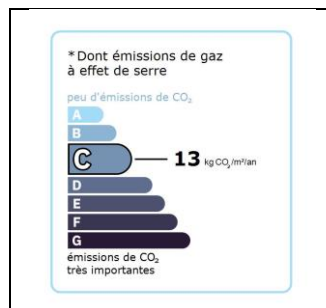 *Dont émissions de gaz
à effet de serre
peu d'émissions de CO₂
A
B
C 13 kg CO₂/m²/an
D
E
F
G
émissions de CO₂
très importantes